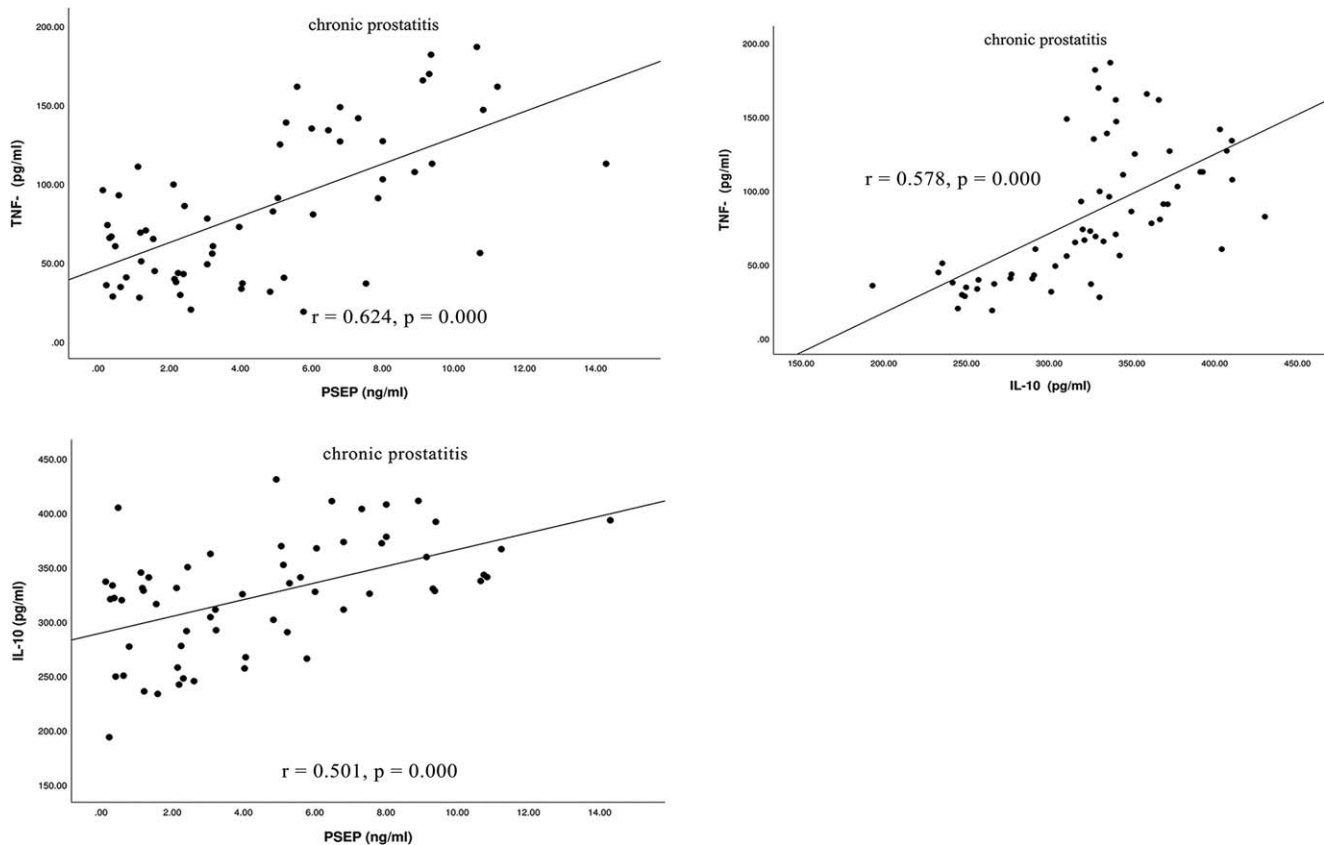 chronic prostatitis
200.00
150.00
100.00
50.00
.00
TNF- (pg/ml)
r = 0.624, p = 0.000
.00 2.00 4.00 6.00 8.00 10.00 12.00 14.00
PSEP (ng/ml)
chronic prostatitis
200.00
150.00
100.00
50.00
.00
TNF- (pg/ml)
r = 0.578, p = 0.000
150.00 200.00 250.00 300.00 350.00 400.00 450.00
IL-10 (pg/ml)
chronic prostatitis
450.00
400.00
350.00
300.00
250.00
200.00
150.00
IL-10 (pg/ml)
r = 0.501, p = 0.000
.00 2.00 4.00 6.00 8.00 10.00 12.00 14.00
PSEP (ng/ml)